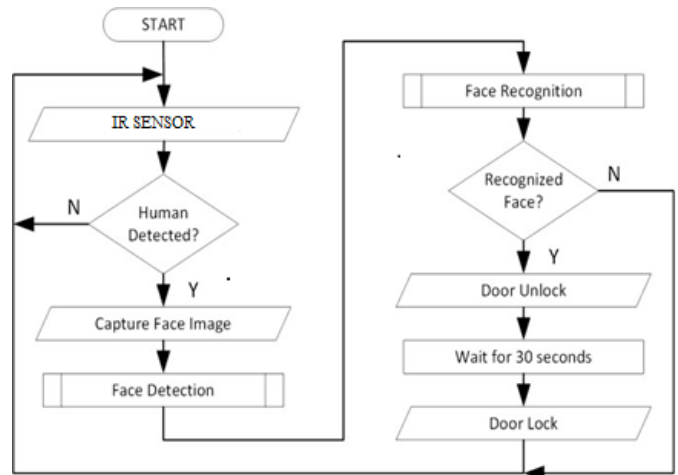 START
IR SENSOR
N
Human
Detected?
Y
Capture Face Image
Face Detection
Face Recognition
Recognized
Face?
N
Y
Door Unlock
Wait for 30 seconds
Door Lock